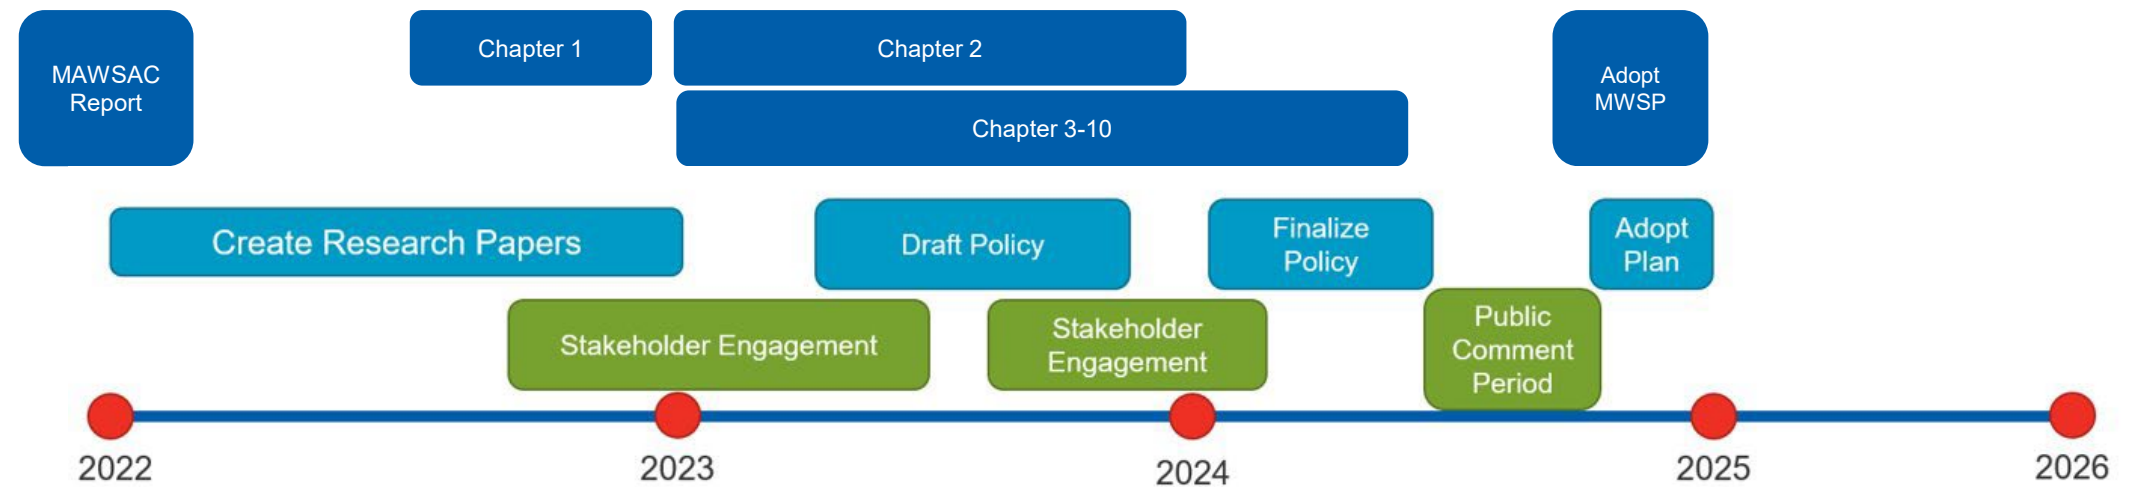 MAWSAC
Report
Chapter 1
Chapter 2
Chapter 3-10
Adopt
MWSP
Create Research Papers
Draft Policy
Finalize
Policy
Adopt
Plan
Stakeholder Engagement
Stakeholder
Engagement
Public
Comment
Period
2022
2023
2024
2025
2026